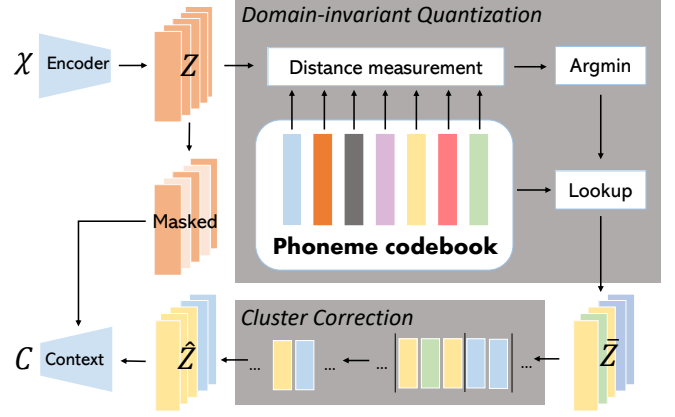 Domain-invariant Quantization
χ Encoder Z Distance measurement Argmin
Masked Lookup
Phoneme codebook
Cluster Correction
C Context Ẑ ... ... ... ... Z̄